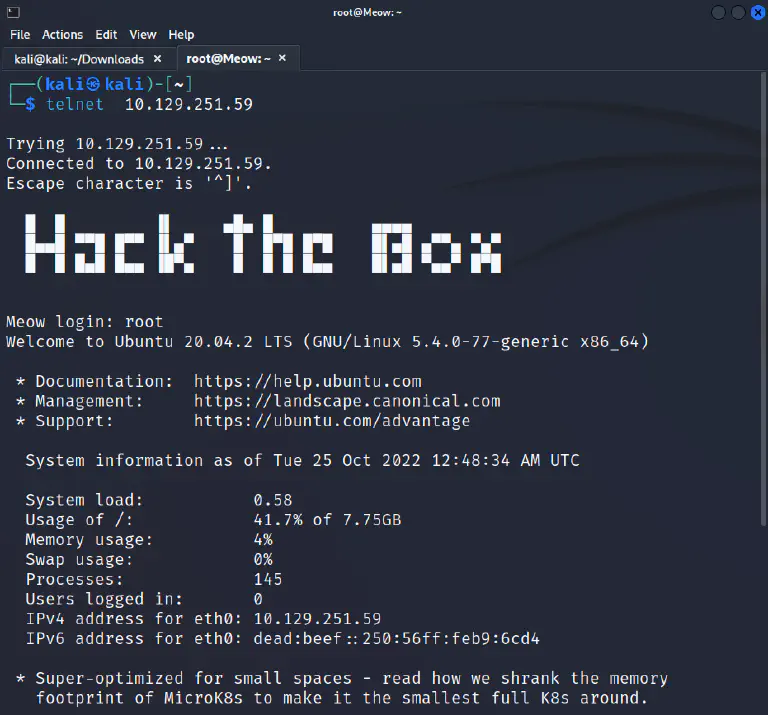 root@Meow: ~
File Actions Edit View Help
kali@kali: ~/Downloads × root@Meow: ~ ×
┌──(kali㉿kali)-[~]
└─$ telnet  10.129.251.59
Trying 10.129.251.59...
Connected to 10.129.251.59.
Escape character is '^]'.
Hack the Box
Meow login: root
Welcome to Ubuntu 20.04.2 LTS (GNU/Linux 5.4.0-77-generic x86_64)
* Documentation:  https://help.ubuntu.com
* Management:     https://landscape.canonical.com
* Support:        https://ubuntu.com/advantage
System information as of Tue 25 Oct 2022 12:48:34 AM UTC
System load:           0.58
Usage of /:            41.7% of 7.75GB
Memory usage:          4%
Swap usage:            0%
Processes:             145
Users logged in:       0
IPv4 address for eth0: 10.129.251.59
IPv6 address for eth0: dead:beef::250:56ff:feb9:6cd4
* Super-optimized for small spaces - read how we shrank the memory
footprint of MicroK8s to make it the smallest full K8s around.